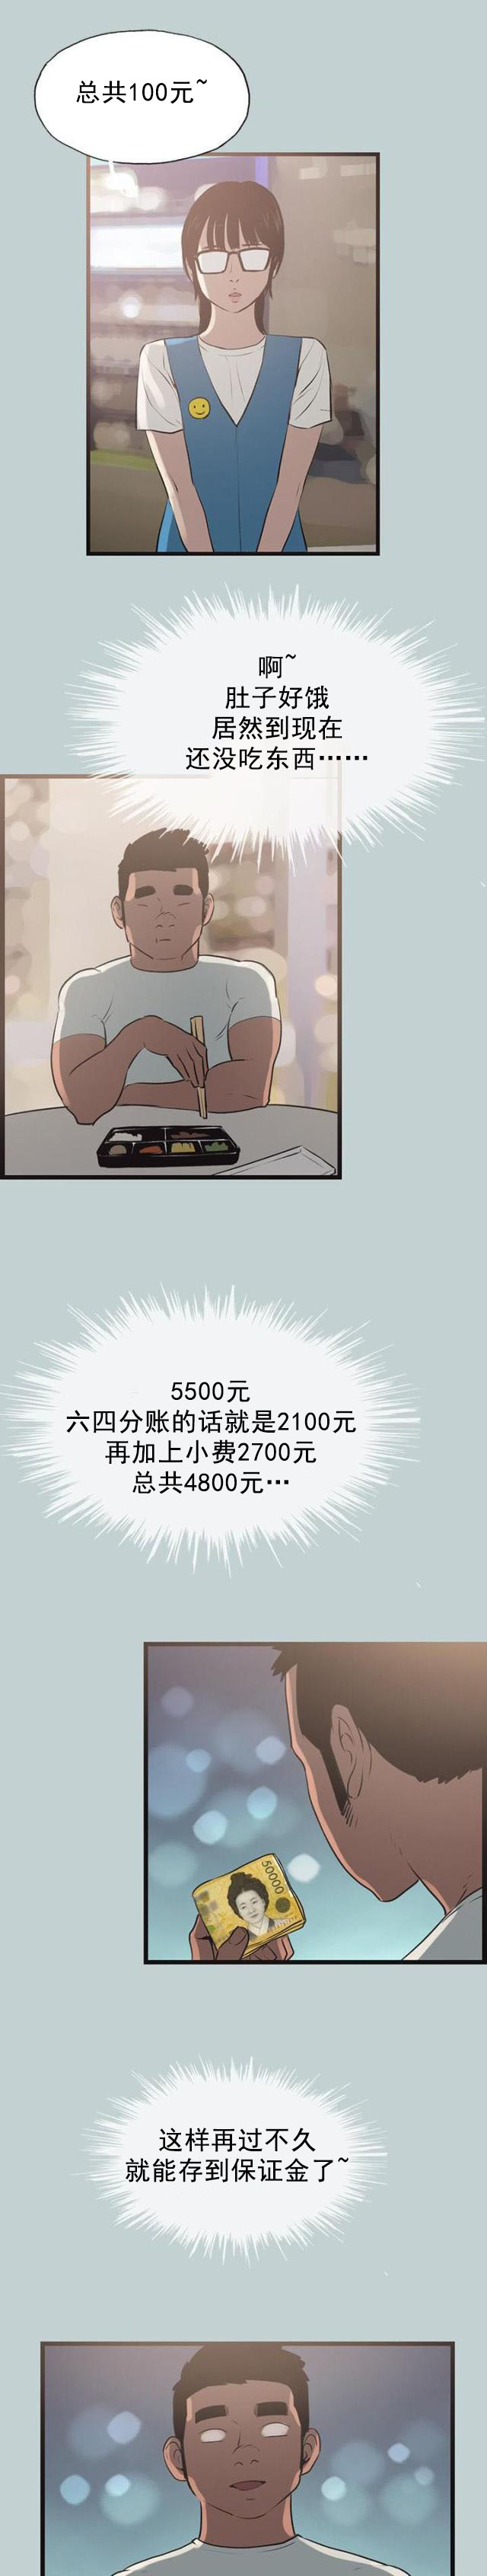 总共100元~
啊~
肚子好饿
居然到现在
还没吃东西……
5500元
六四分账的话就是2100元
再加上小费2700元
总共4800元…
50000
这样再过不久
就能存到保证金了~